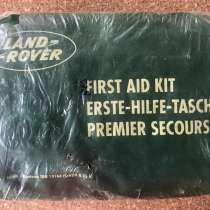 LAND
-ROVER
FIRST AID KIT
ERSTE-HILFE-TASCH
PREMIER SECOURS